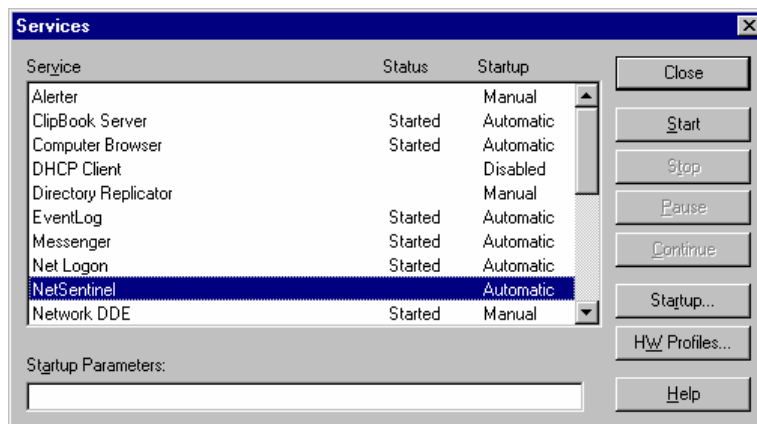 Services
Service Status Startup
Alerter Manual
ClipBook Server Started Automatic
Computer Browser Started Automatic
DHCP Client Disabled
Directory Replicator Manual
EventLog Started Automatic
Messenger Started Automatic
Net Logon Started Automatic
NetSentinel Automatic
Network DDE Started Manual
Startup Parameters:
Close
Start
Stop
Pause
Continue
Startup...
HW Profiles...
Help